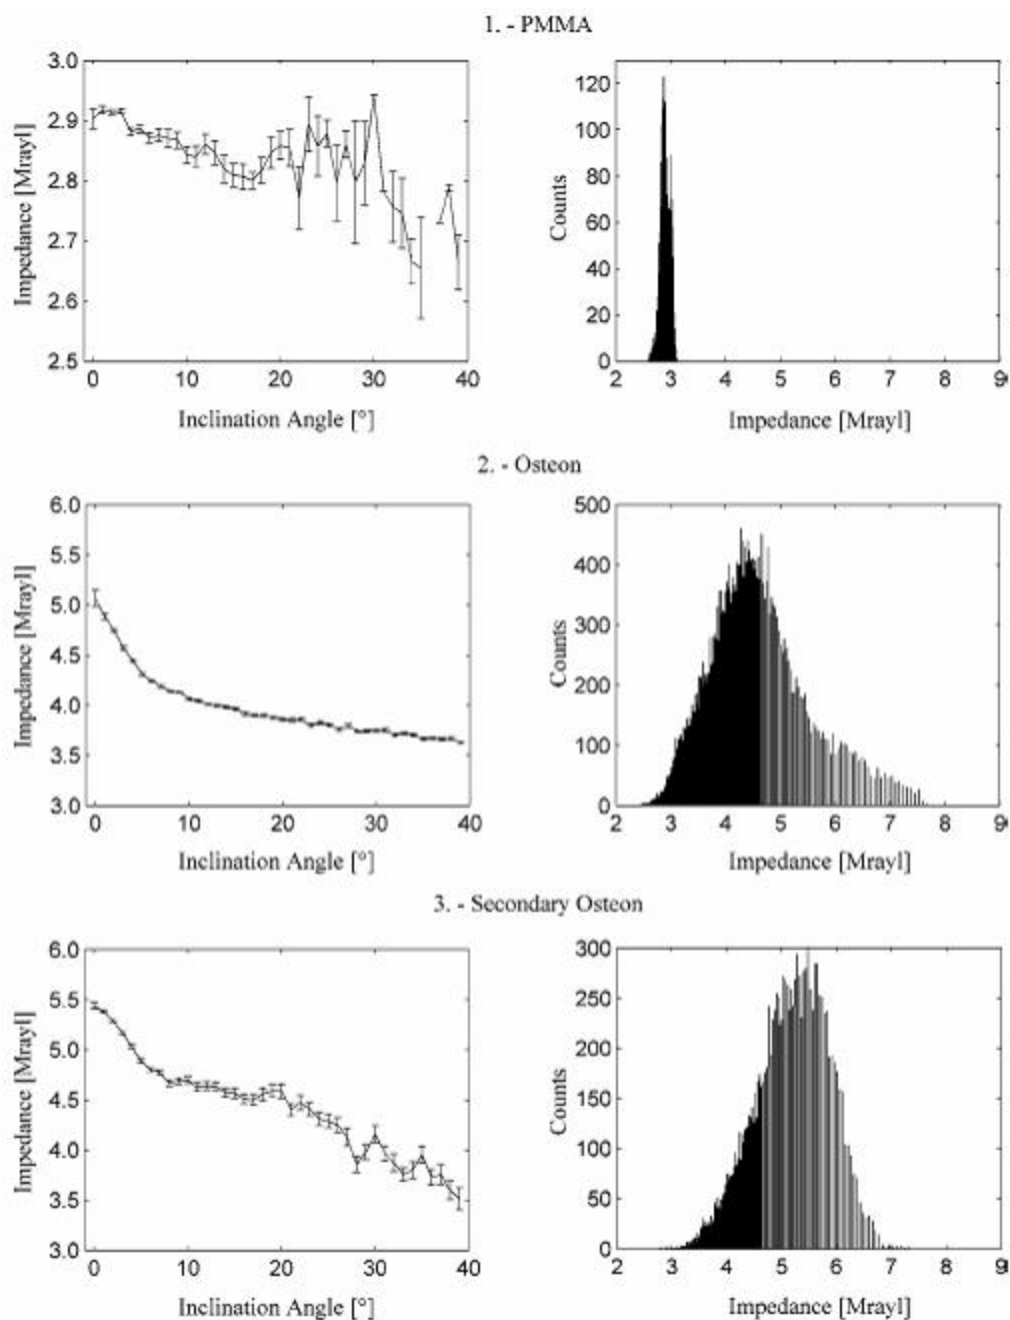 1. - PMMA
3.0
2.9
2.8
2.7
2.6
2.5
Impedance [Mrayl]
0 10 20 30 40
Inclination Angle [°]
120
100
80
60
40
20
0
Counts
2 3 4 5 6 7 8 9
Impedance [Mrayl]
2. - Osteon
6.0
5.5
5.0
4.5
4.0
3.5
3.0
Impedance [Mrayl]
0 10 20 30 40
Inclination Angle [°]
500
400
300
200
100
0
Counts
2 3 4 5 6 7 8 9
Impedance [Mrayl]
3. - Secondary Osteon
6.0
5.5
5.0
4.5
4.0
3.5
3.0
Impedance [Mrayl]
0 10 20 30 40
Inclination Angle [°]
300
250
200
150
100
50
0
Counts
2 3 4 5 6 7 8 9
Impedance [Mrayl]